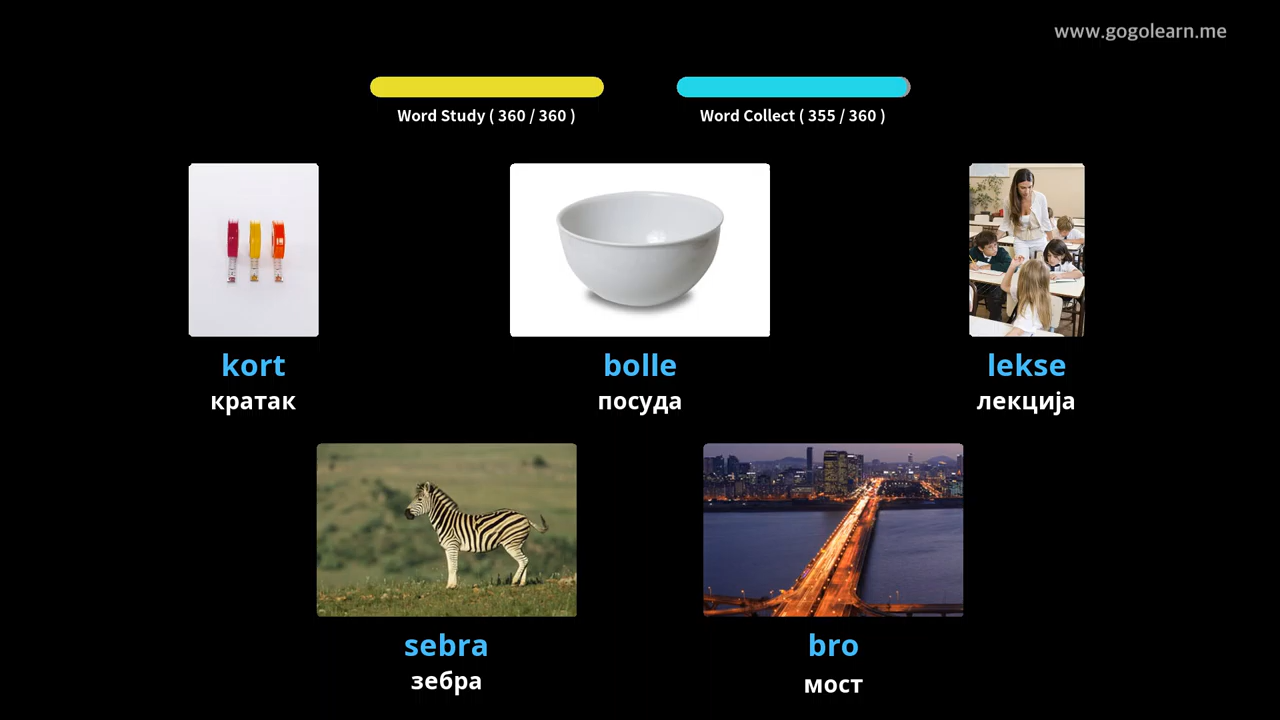 www.gogolearn.me
Word Study ( 360 / 360 )
Word Collect ( 355 / 360 )
kort
кратак
bolle
посуда
lekse
лекција
sebra
зебра
bro
мост